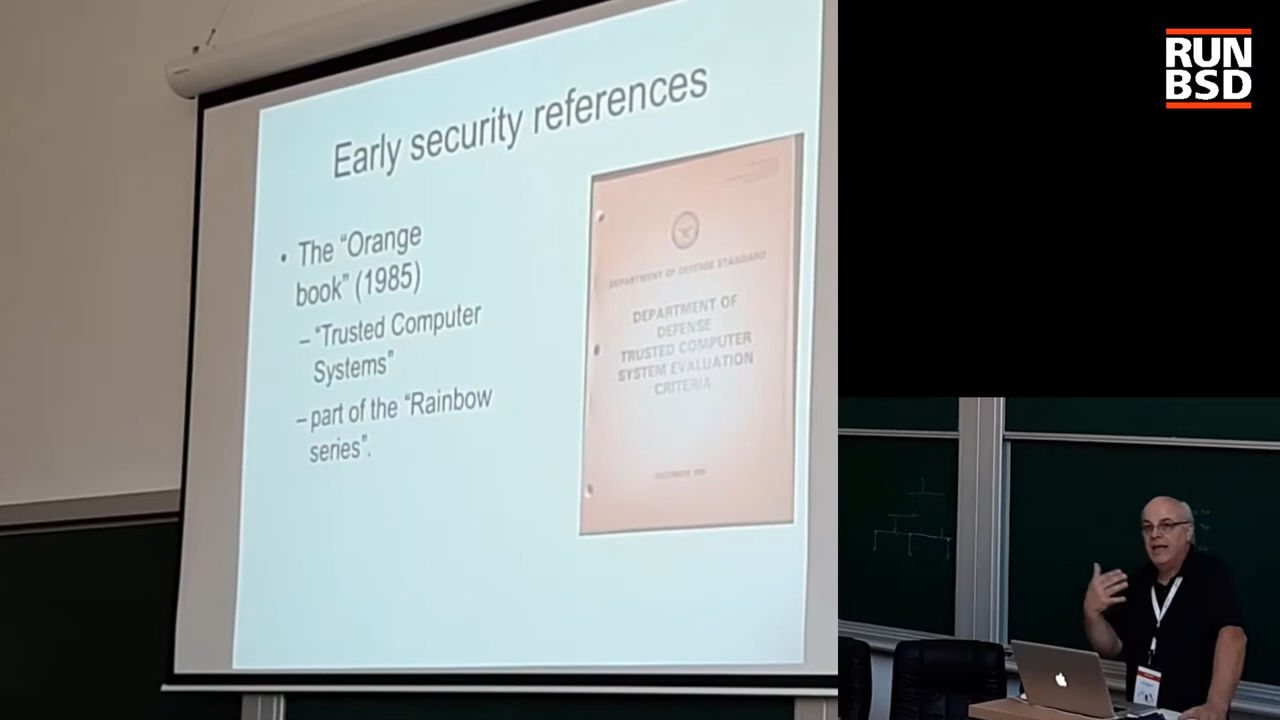 Early security references
• The “Orange
book” (1985)
– “Trusted Computer
Systems”
– part of the “Rainbow
series”.
DEPARTMENT OF DEFENSE STANDARD
DEPARTMENT OF
DEFENSE
TRUSTED COMPUTER
SYSTEM EVALUATION
CRITERIA
RUN
BSD